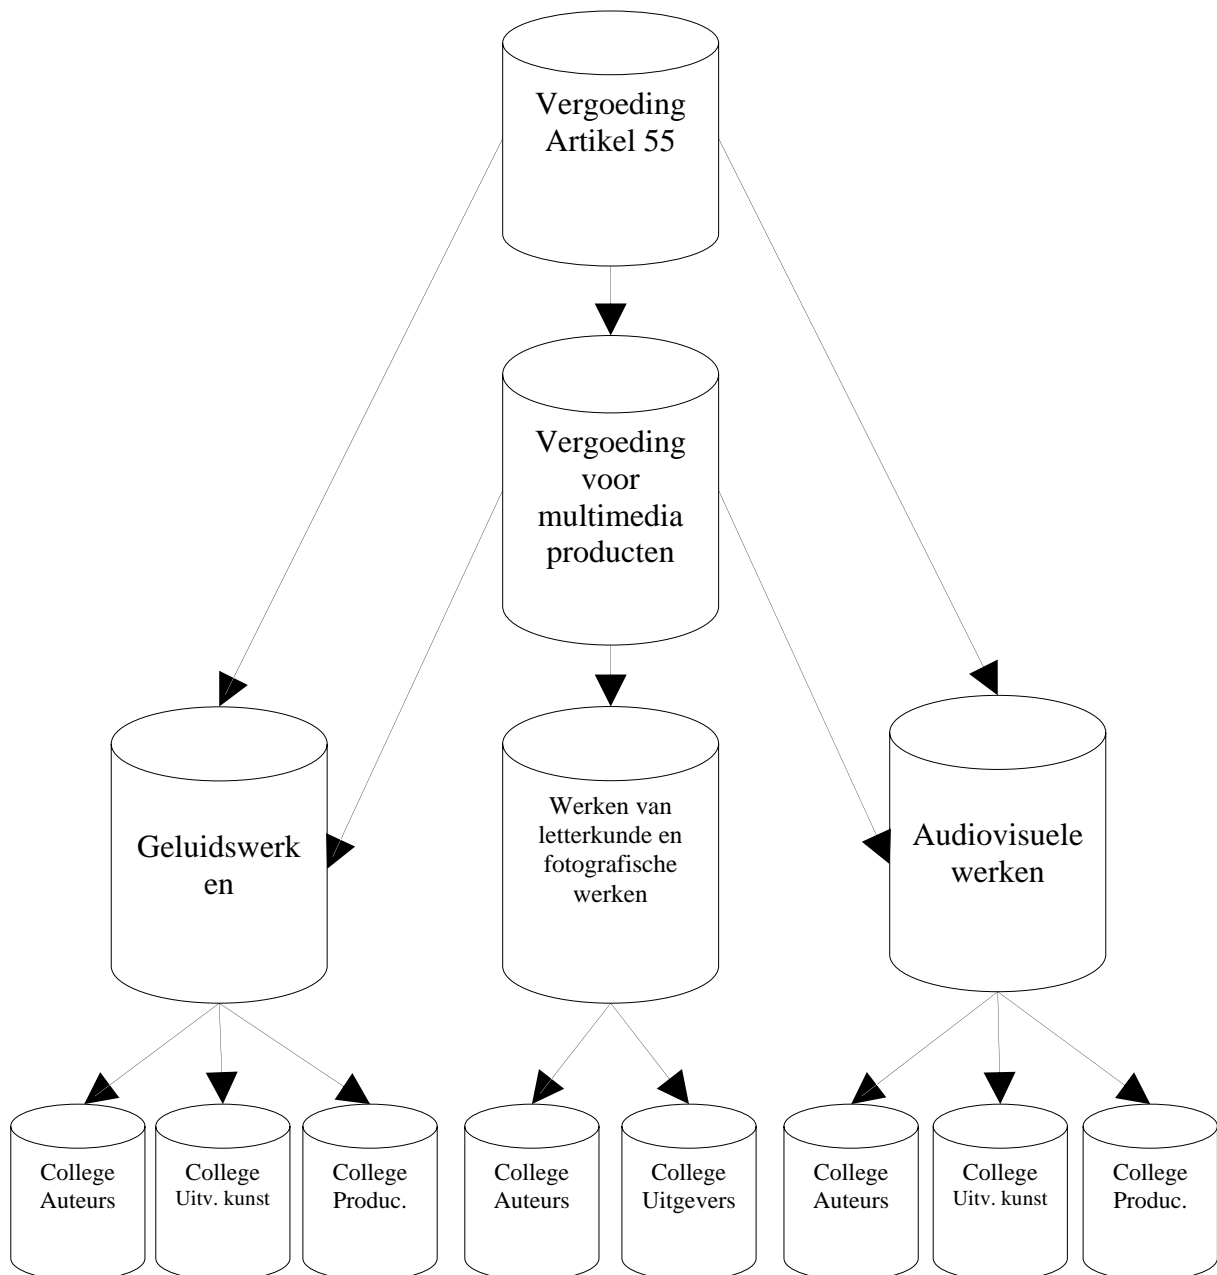 Vergoeding
Artikel 55
Vergoeding
voor
multimedia
producten
Geluidswerk
en
Werken van
letterkunde en
fotografische
werken
Audiovisuele
werken
College
Auteurs
College
Uitv. kunst
College
Produc.
College
Auteurs
College
Uitgevers
College
Auteurs
College
Uitv. kunst
College
Produc.